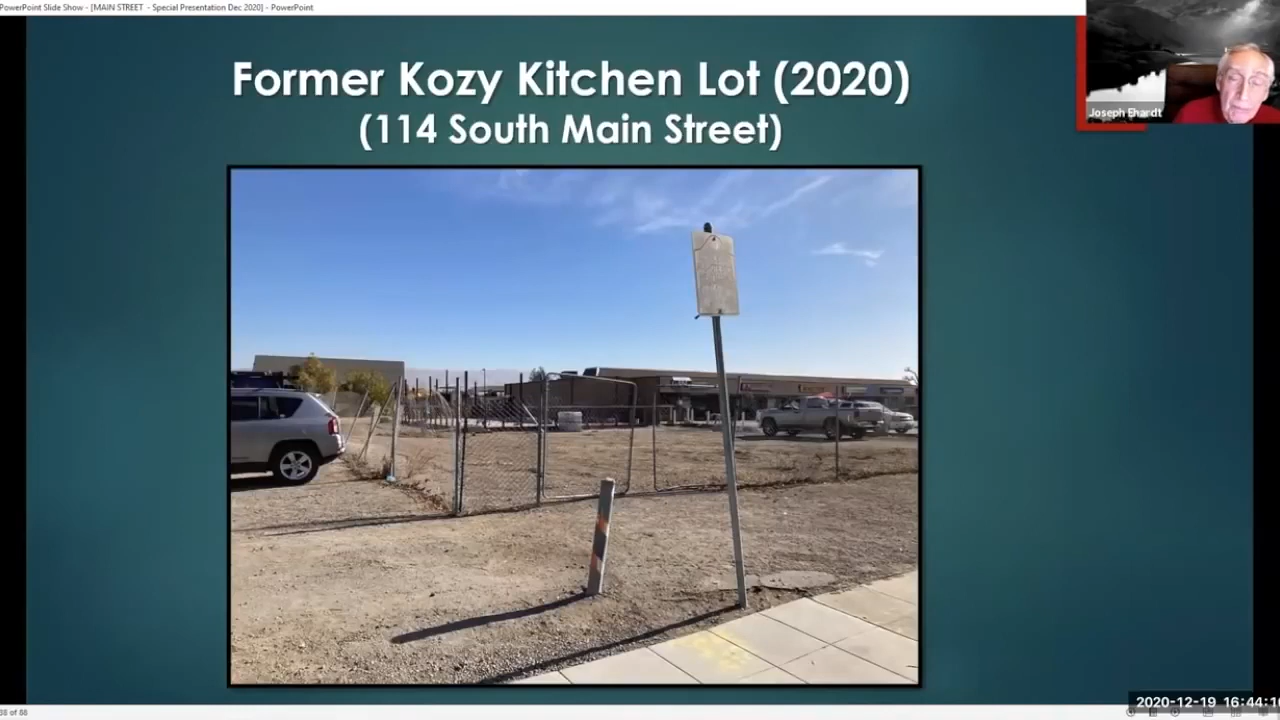 PowerPoint Slide Show - [MAIN STREET - Special Presentation Dec 2020] - PowerPoint
Former Kozy Kitchen Lot (2020)
(114 South Main Street)
Joseph Ehardt
2020-12-19 16:44:1